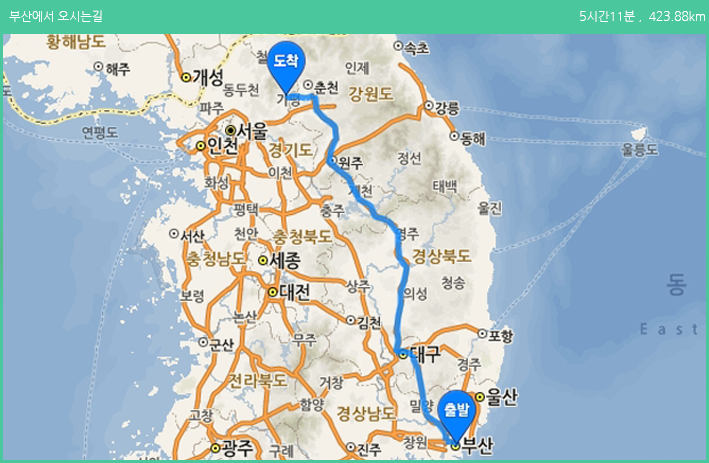 부산에서 오시는길
5시간11분 , 423.88km
황해남도
해주
개성
철
도착
인제
속초
동두천
가평
춘천
강원도
파주
연평도
서울
인천
강릉
동해
울릉도
경기도
원주
정선
화성
이천
제천
태백
평택
충주
울진
서산
천안
충청북도
영주
충청남도
세종
경상북도
대전
상주
의성
청송
보령
동
논산
김천
East
군산
무주
대구
포항
경주
전라북도
거창
고창
함양
경상남도
밀양
출발
울산
광주
구례
진주
창원
부산